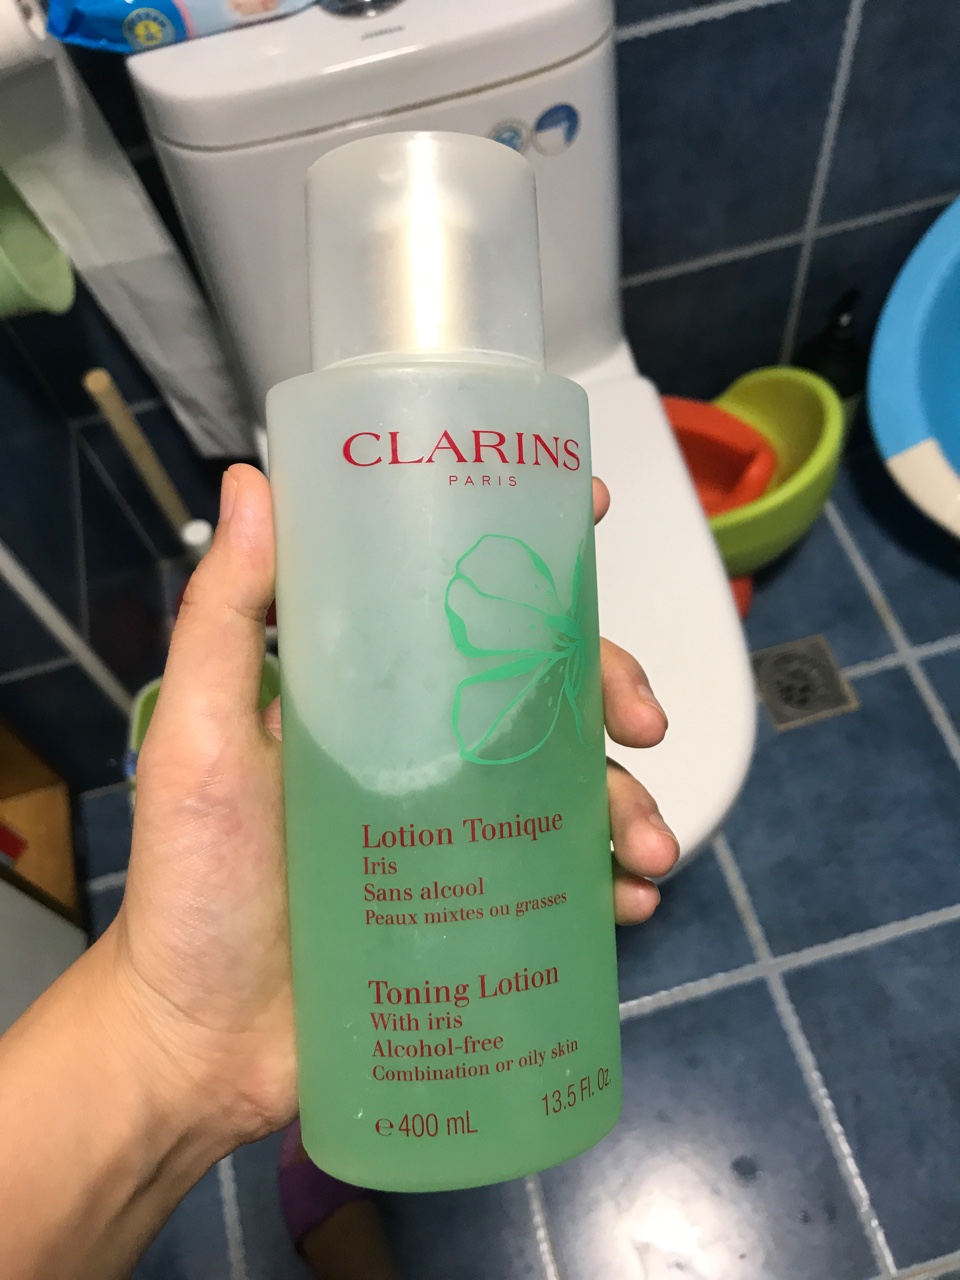 CLARINS
PARIS
Lotion Tonique
Iris
Sans alcool
Peaux mixtes ou grasses
Toning Lotion
With iris
Alcohol-free
Combination or oily skin
℮ 400 mL 13.5 Fl. Oz.